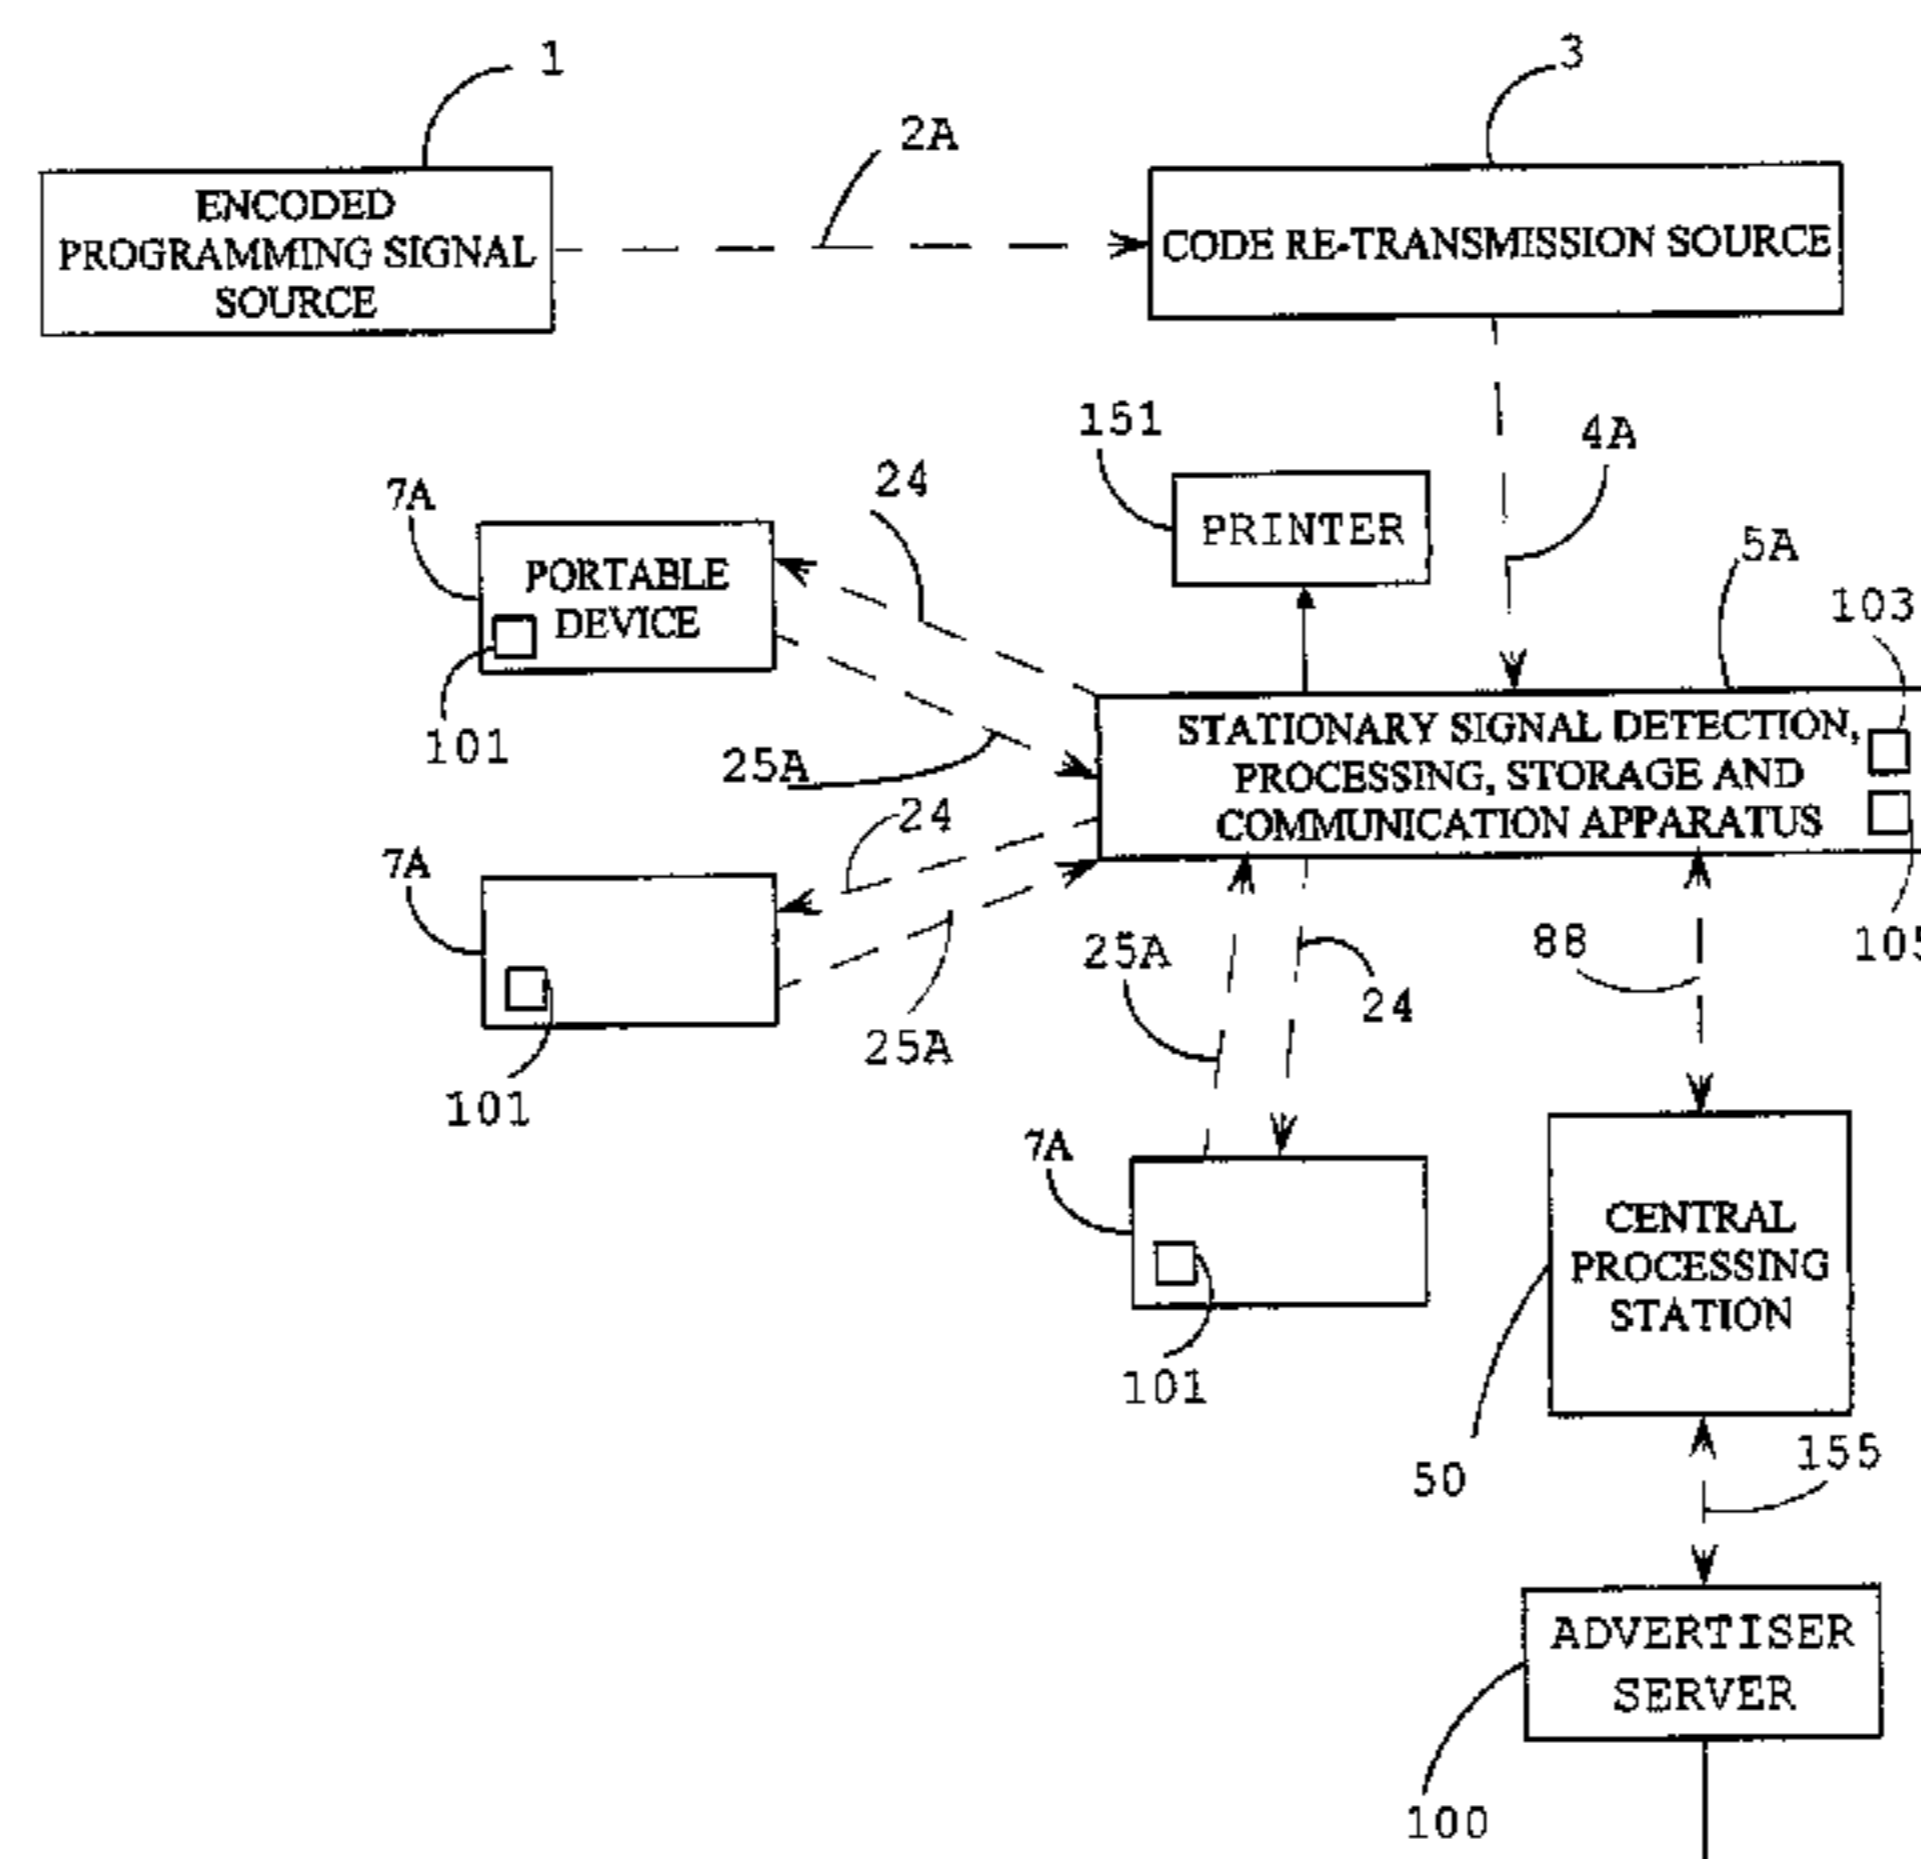 1
3
2A
ENCODED
PROGRAMMING SIGNAL
SOURCE
CODE RE-TRANSMISSION SOURCE
151
4A
7A
24
PRINTER
5A
PORTABLE
DEVICE
103
101
25A
STATIONARY SIGNAL DETECTION,
PROCESSING, STORAGE AND
COMMUNICATION APPARATUS
24
7A
25A
88
105
24
25A
101
7A
CENTRAL
PROCESSING
STATION
101
155
50
ADVERTISER
SERVER
100